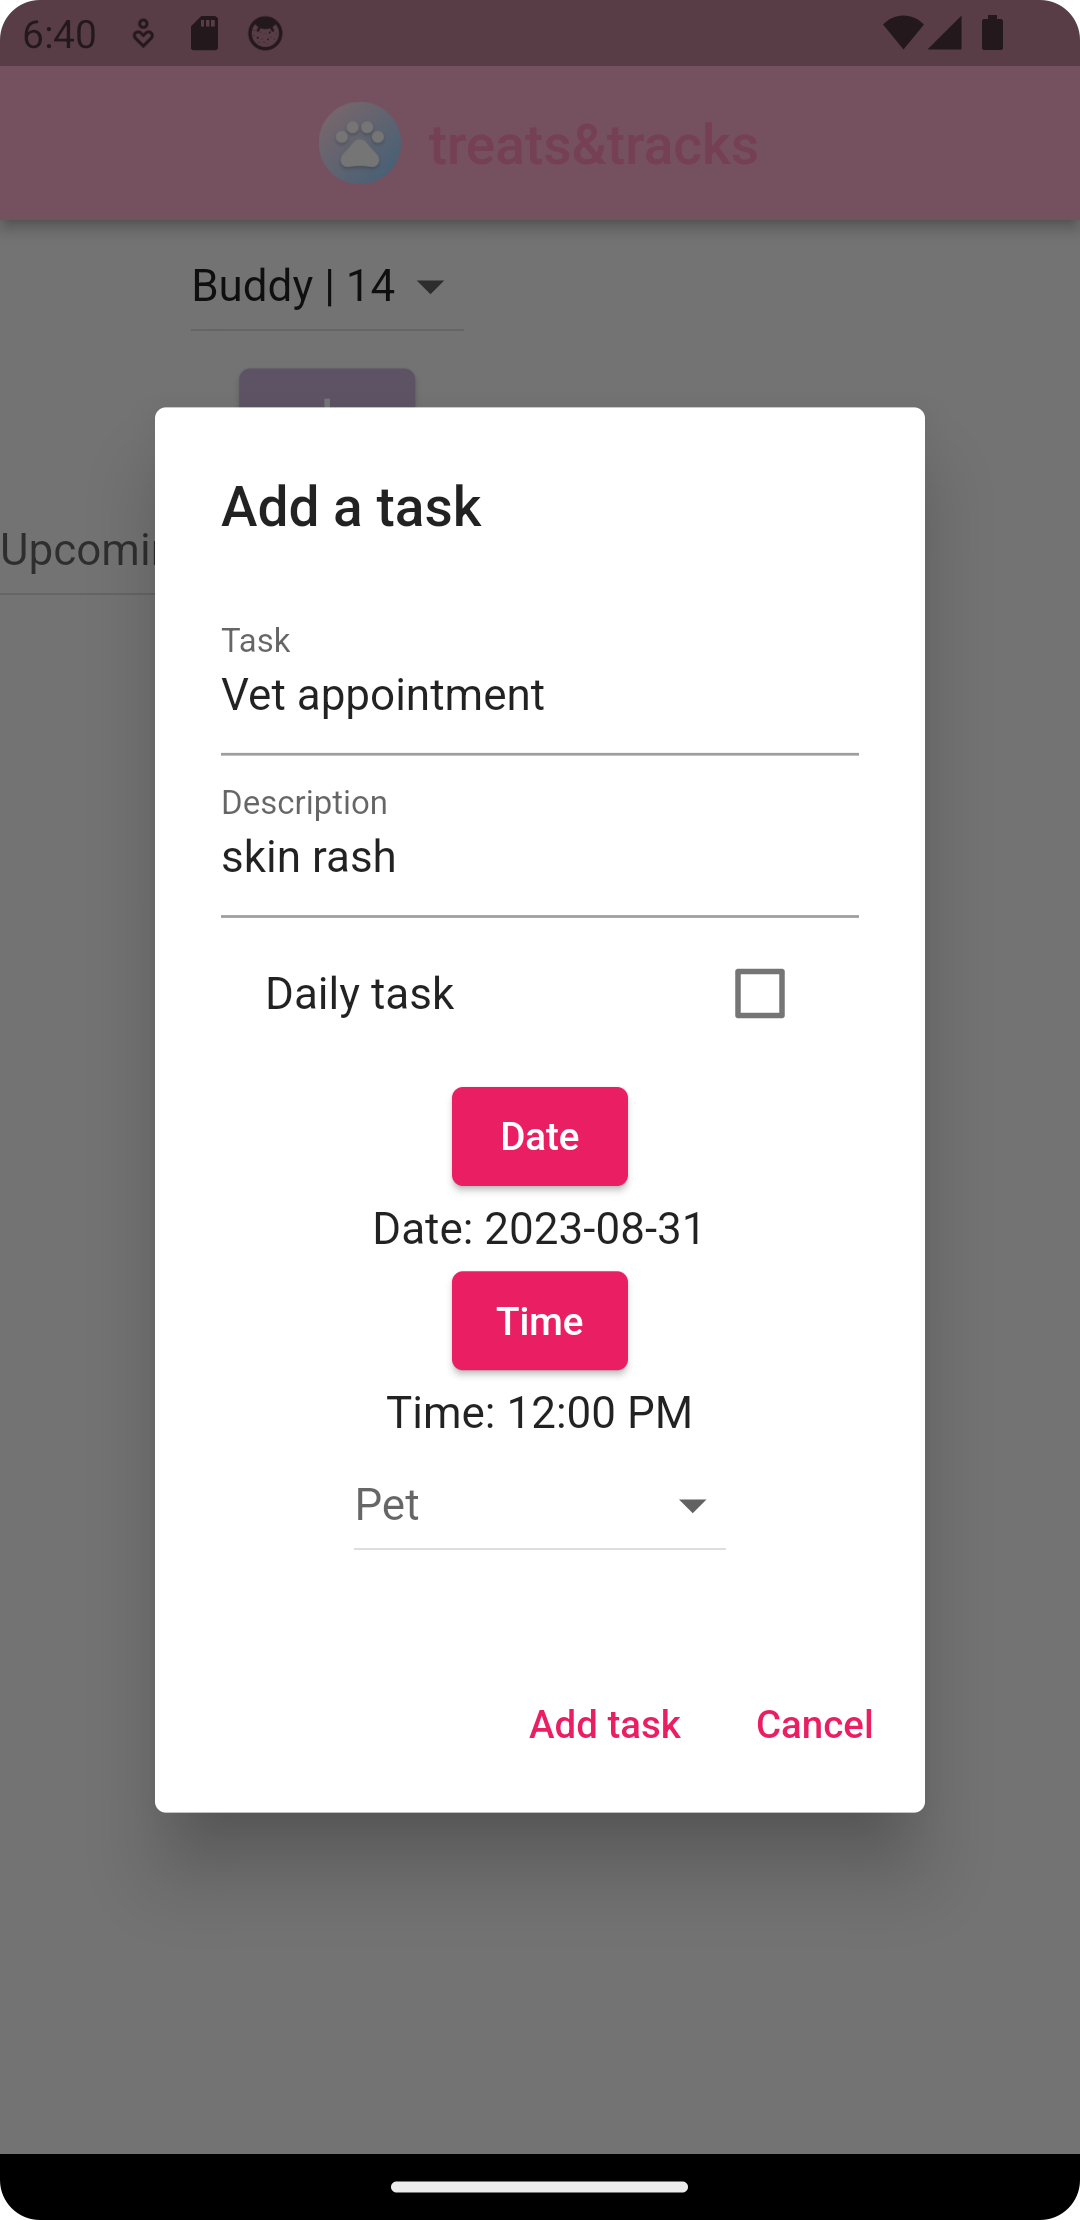 6:40
treats&tracks
Buddy | 14
Add a task
Task
Vet appointment
Description
skin rash
Daily task
Date
Date: 2023-08-31
Time
Time: 12:00 PM
Pet
Add task Cancel